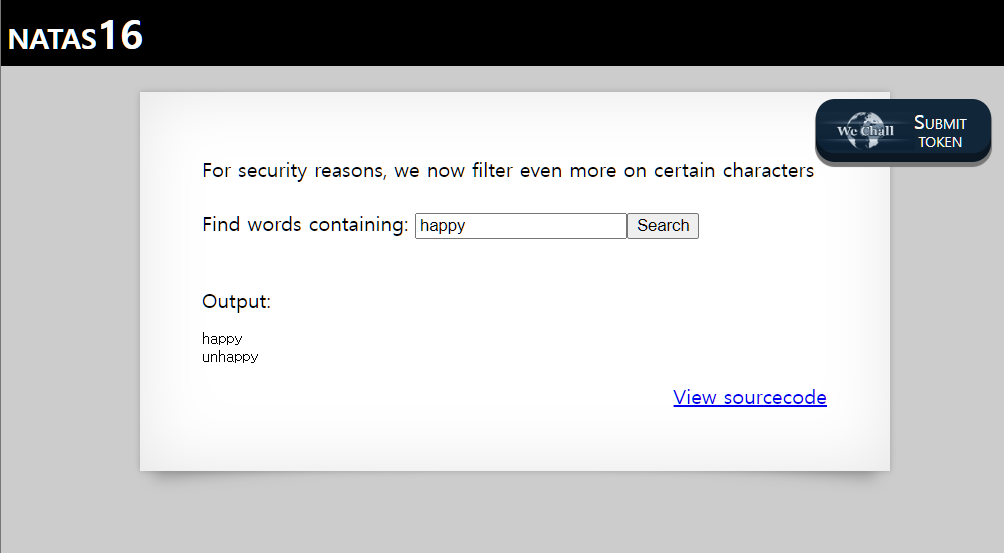 NATAS16
We Chall
SUBMIT
TOKEN
For security reasons, we now filter even more on certain characters
Find words containing: happy Search
Output:
happy
unhappy
View sourcecode